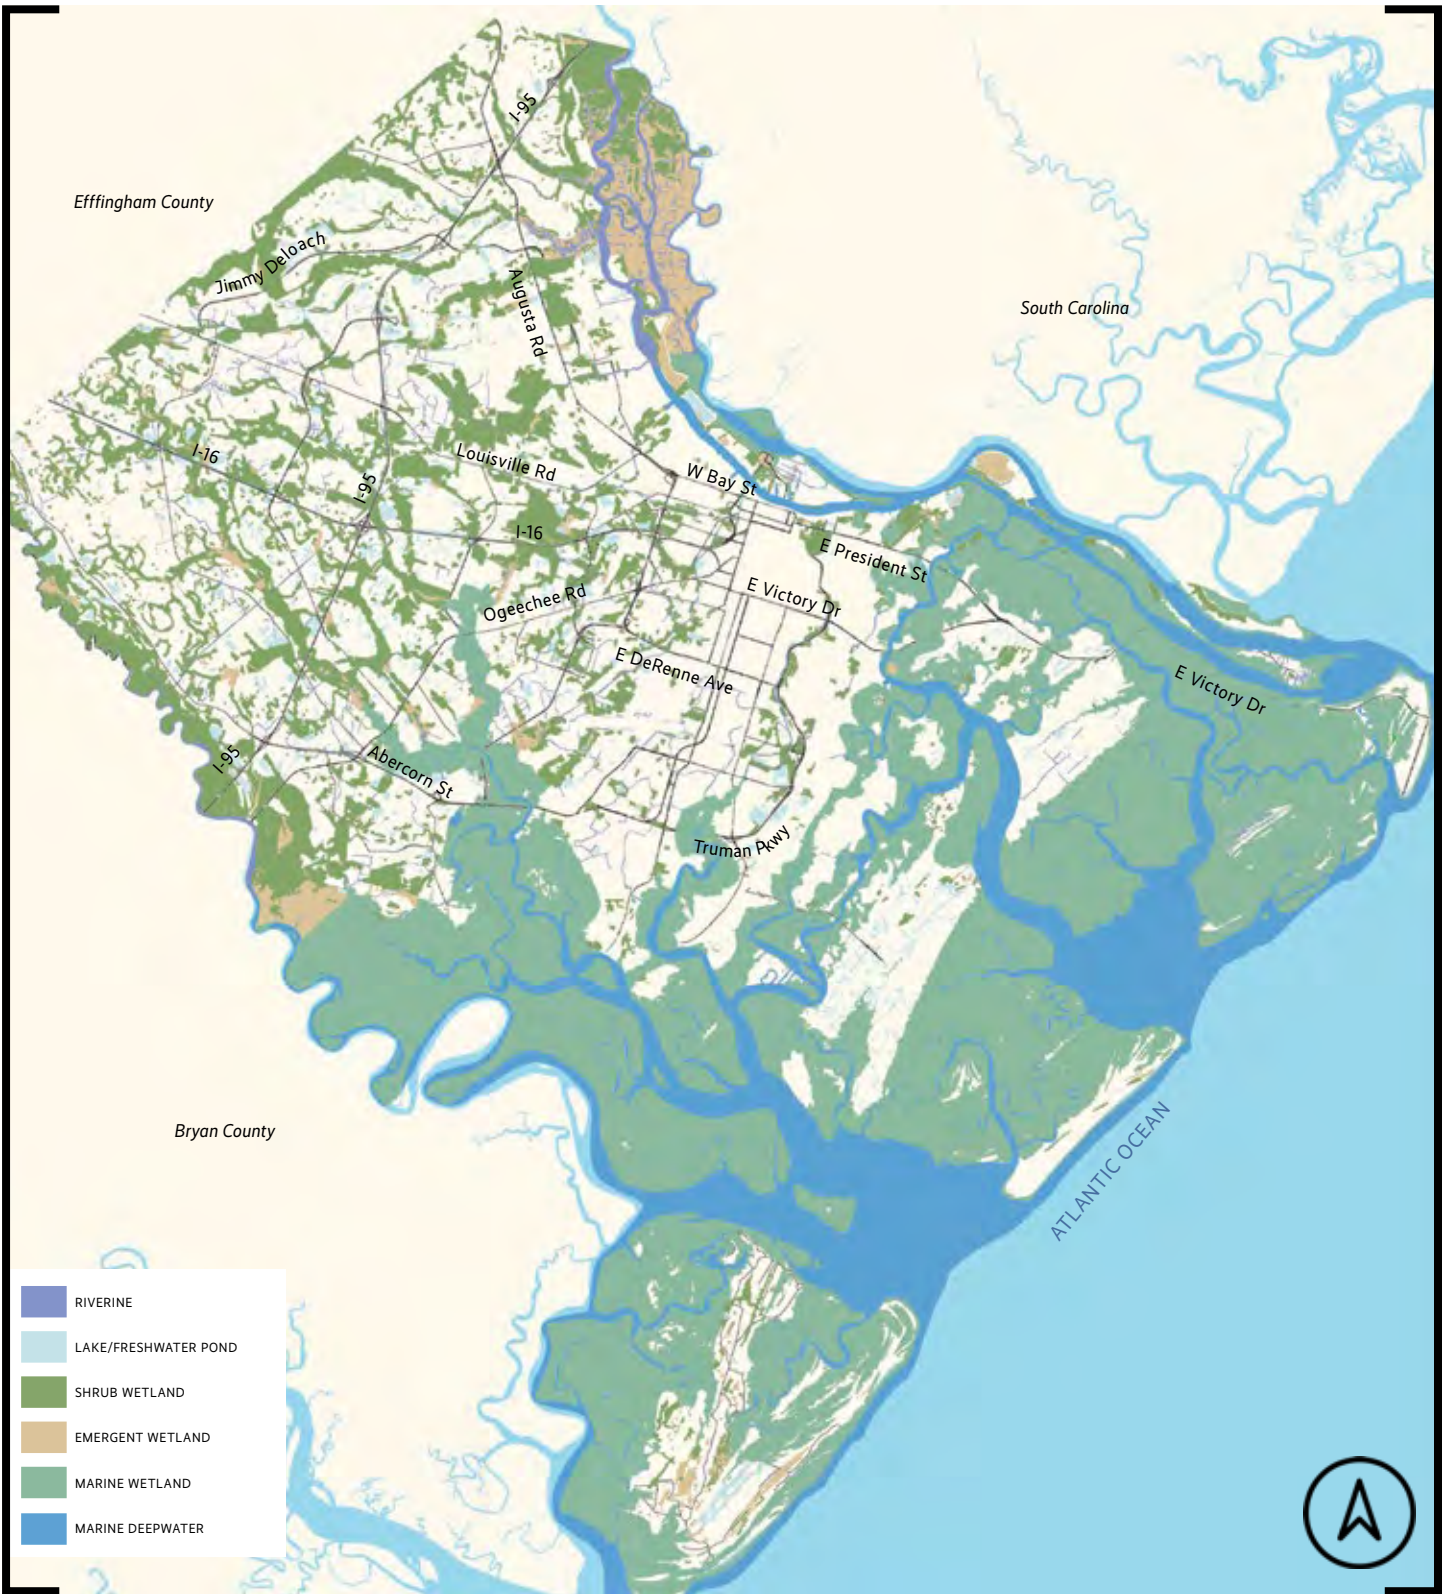 I-95
Efffingham County
Jimmy Deloach
Augusta Rd
South Carolina
I-16
I-95
Louisville Rd
W Bay St
I-16
E President St
Ogeechee Rd
E Victory Dr
E DeRenne Ave
E Victory Dr
I-95
Abercorn St
Truman Pkwy
Bryan County
ATLANTIC OCEAN
RIVERINE
LAKE/FRESHWATER POND
SHRUB WETLAND
EMERGENT WETLAND
MARINE WETLAND
MARINE DEEPWATER